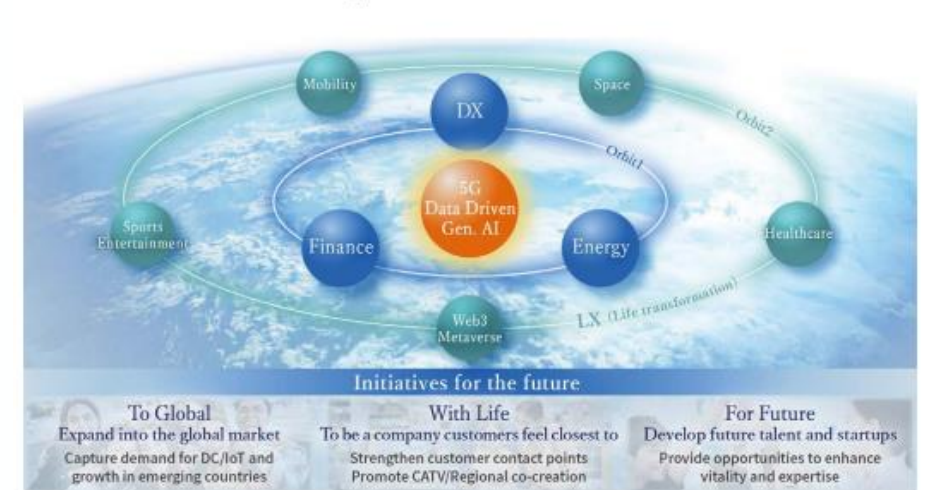 Mobility
Space
DX
Orbit2
Orbit1
5G
Data Driven
Gen. AI
Sports
Entertainment
Finance
Energy
Healthcare
Web3
Metaverse
LX (Life transformation)
Initiatives for the future
To Global
Expand into the global market
Capture demand for DC/IoT and
growth in emerging countries
With Life
To be a company customers feel closest to
Strengthen customer contact points
Promote CATV/Regional co-creation
For Future
Develop future talent and startups
Provide opportunities to enhance
vitality and expertise